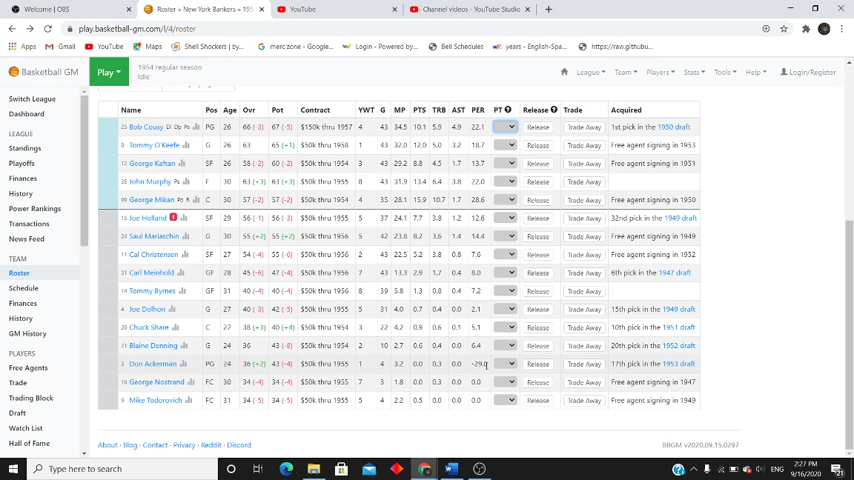 Welcome | OBS
Roster » New York Bankers » 195
YouTube
Channel videos - YouTube Studio
play.basketball-gm.com/l/4/roster
Apps Gmail YouTube Maps Shell Shockers | by... merc zone - Google... Login - Powered by... Bell Schedules years - English-Spa... https://raw.githubu...
Basketball GM
Play
1954 regular season
Idle
League Team Players Stats Tools Help Login/Register
Switch League
Dashboard
LEAGUE
Standings
Playoffs
Finances
History
Power Rankings
Transactions
News Feed
TEAM
Roster
Schedule
Finances
History
GM History
PLAYERS
Free Agents
Trade
Trading Block
Draft
Watch List
Hall of Fame
Name Pos Age Ovr Pot Contract YWT G MP PTS TRB AST PER PT Release Trade Acquired
25 Bob Cousy Di Dp Ps PG 26 66 (-3) 67 (-5) $150k thru 1957 4 43 34.5 10.1 5.9 4.9 22.1 Release Trade Away 1st pick in the 1950 draft
8 Tommy O'Keefe G 26 63 65 (+1) $50k thru 1954 1 43 32.0 12.0 5.2 3.2 18.7 Release Trade Away Free agent signing in 1953
13 George Kaftan SF 26 58 (-2) 60 (-2) $50k thru 1954 3 43 29.2 8.8 4.5 1.7 13.7 Release Trade Away Free agent signing in 1951
35 John Murphy Ps F 30 63 (+3) 63 (+3) $50k thru 1955 8 43 31.9 13.4 6.4 3.8 22.0 Release Trade Away
99 George Mikan Po R C 30 57 (-2) 57 (-2) $50k thru 1956 4 35 28.1 15.9 10.7 1.0 28.6 Release Trade Away Free agent signing in 1950
15 Joe Holland SF 29 56 (-1) 56 (-3) $50k thru 1956 5 37 24.1 7.7 3.8 1.2 12.6 Release Trade Away 32nd pick in the 1949 draft
24 Saul Mariaschin G 30 55 (+2) 55 (+2) $50k thru 1956 5 42 23.8 8.2 3.6 1.4 14.4 Release Trade Away Free agent signing in 1949
11 Cal Christensen SF 27 54 (-4) 55 (-6) $50k thru 1956 2 43 22.5 5.2 3.8 0.8 7.6 Release Trade Away Free agent signing in 1952
31 Carl Meinhold GF 28 45 (-6) 47 (-4) $50k thru 1958 7 43 13.3 2.9 1.7 0.4 8.0 Release Trade Away 6th pick in the 1947 draft
14 Tommy Byrnes GF 31 40 (-4) 40 (-4) $50k thru 1956 8 39 5.8 1.3 0.8 0.4 7.2 Release Trade Away
4 Joe Dolhon G 27 40 (-3) 42 (-5) $50k thru 1955 5 31 4.0 0.7 0.4 0.0 2.1 Release Trade Away 15th pick in the 1949 draft
20 Chuck Share C 27 38 (+3) 40 (+4) $50k thru 1954 3 22 4.2 0.9 0.6 0.1 5.1 Release Trade Away 10th pick in the 1951 draft
21 Blaine Denning G 24 36 43 (-2) $50k thru 1954 2 10 2.7 0.6 0.4 0.0 6.4 Release Trade Away 20th pick in the 1952 draft
3 Don Ackerman PG 24 36 (+2) 43 (-4) $50k thru 1955 1 4 3.2 0.0 0.3 0.0 -29.0 Release Trade Away 17th pick in the 1953 draft
18 George Nostrand FC 30 34 (-4) 34 (-4) $50k thru 1956 7 3 1.8 0.0 0.3 0.0 0.0 Release Trade Away Free agent signing in 1947
9 Mike Todorovich FC 31 34 (-5) 34 (-5) $50k thru 1955 5 4 2.2 0.5 0.0 0.0 0.0 Release Trade Away Free agent signing in 1949
About · Blog · Contact · Privacy · Reddit · Discord
BBGM v2020.09.15.0297
Type here to search
2:27 PM
9/16/2020
21